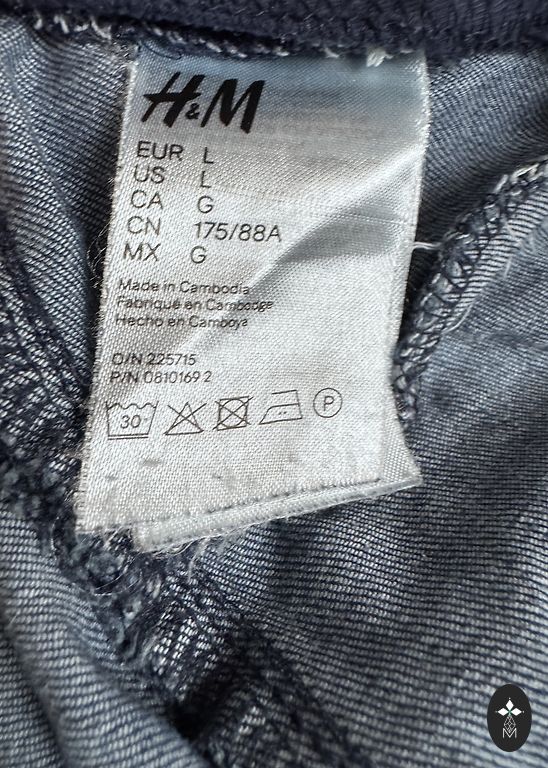 H&M
EUR L
US L
CA G
CN 175/88A
MX G
Made in Cambodia
Fabriqué en Cambodge
Hecho en Camboya
O/N 225715
P/N 0810169 2
30°
P
M